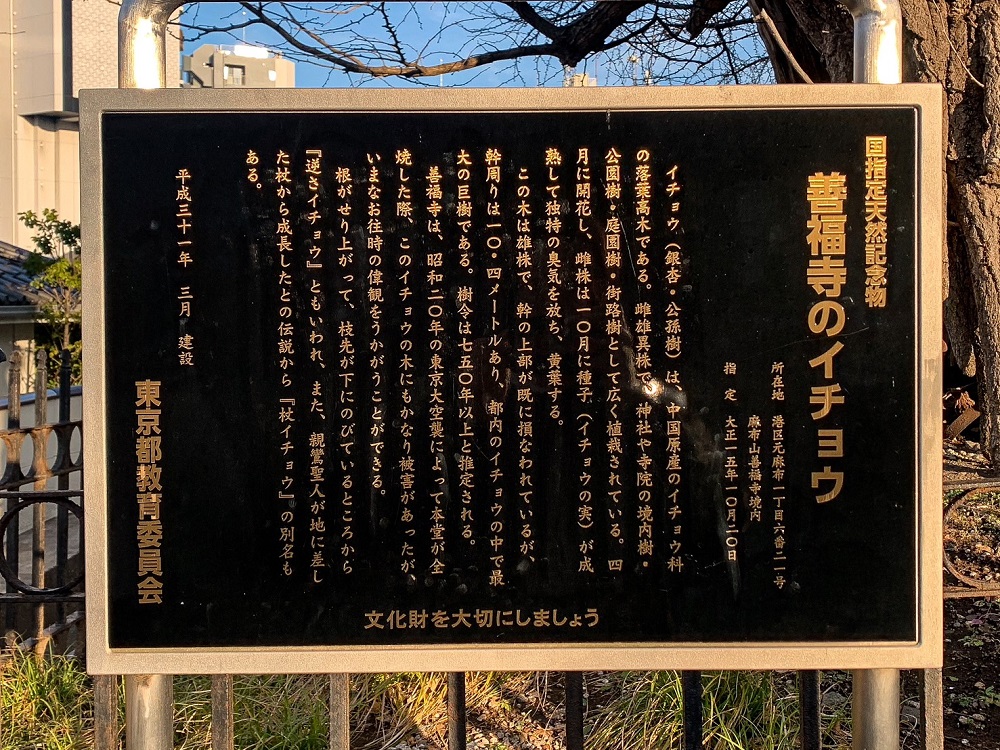 国指定天然記念物
善福寺のイチョウ
所在地　港区元麻布一丁目六番二一号
麻布山善福寺境内
指　定　大正一五年一〇月二〇日
イチョウ（銀杏・公孫樹）は、中国原産のイチョウ科
の落葉高木である。雌雄異株で、神社や寺院の境内樹・
公園樹・庭園樹・街路樹として広く植栽されている。四
月に開花し、雌株は一〇月に種子（イチョウの実）が成
熟して独特の臭気を放ち、黄葉する。
この木は雄株で、幹の上部が既に損なわれているが、
幹周りは一〇・四メートルあり、都内のイチョウの中で最
大の巨樹である。樹令は七五〇年以上と推定される。
善福寺は、昭和二〇年の東京大空襲によって本堂が全
焼した際、このイチョウの木にもかなり被害があったが、
いまなお往時の偉観をうかがうことができる。
根がせり上がって、枝先が下にのびているところから
『逆さイチョウ』ともいわれ、また、親鸞聖人が地に差し
た杖から成長したとの伝説から『杖イチョウ』の別名も
ある。
平成三十一年　三月　建設
東京都教育委員会
文化財を大切にしましょう